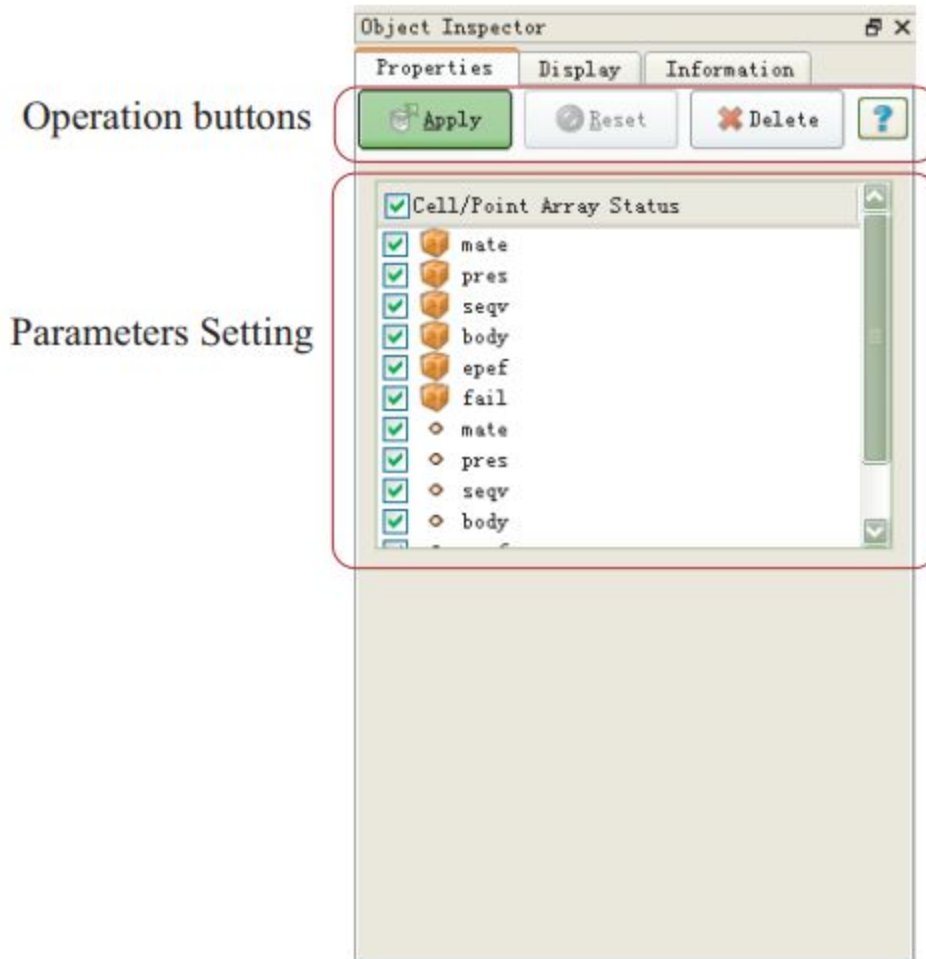 Object Inspector
Properties Display Information
Operation buttons
Apply Reset Delete ?
Cell/Point Array Status
mate
pres
seqv
body
epef
fail
Parameters Setting
mate
pres
seqv
body